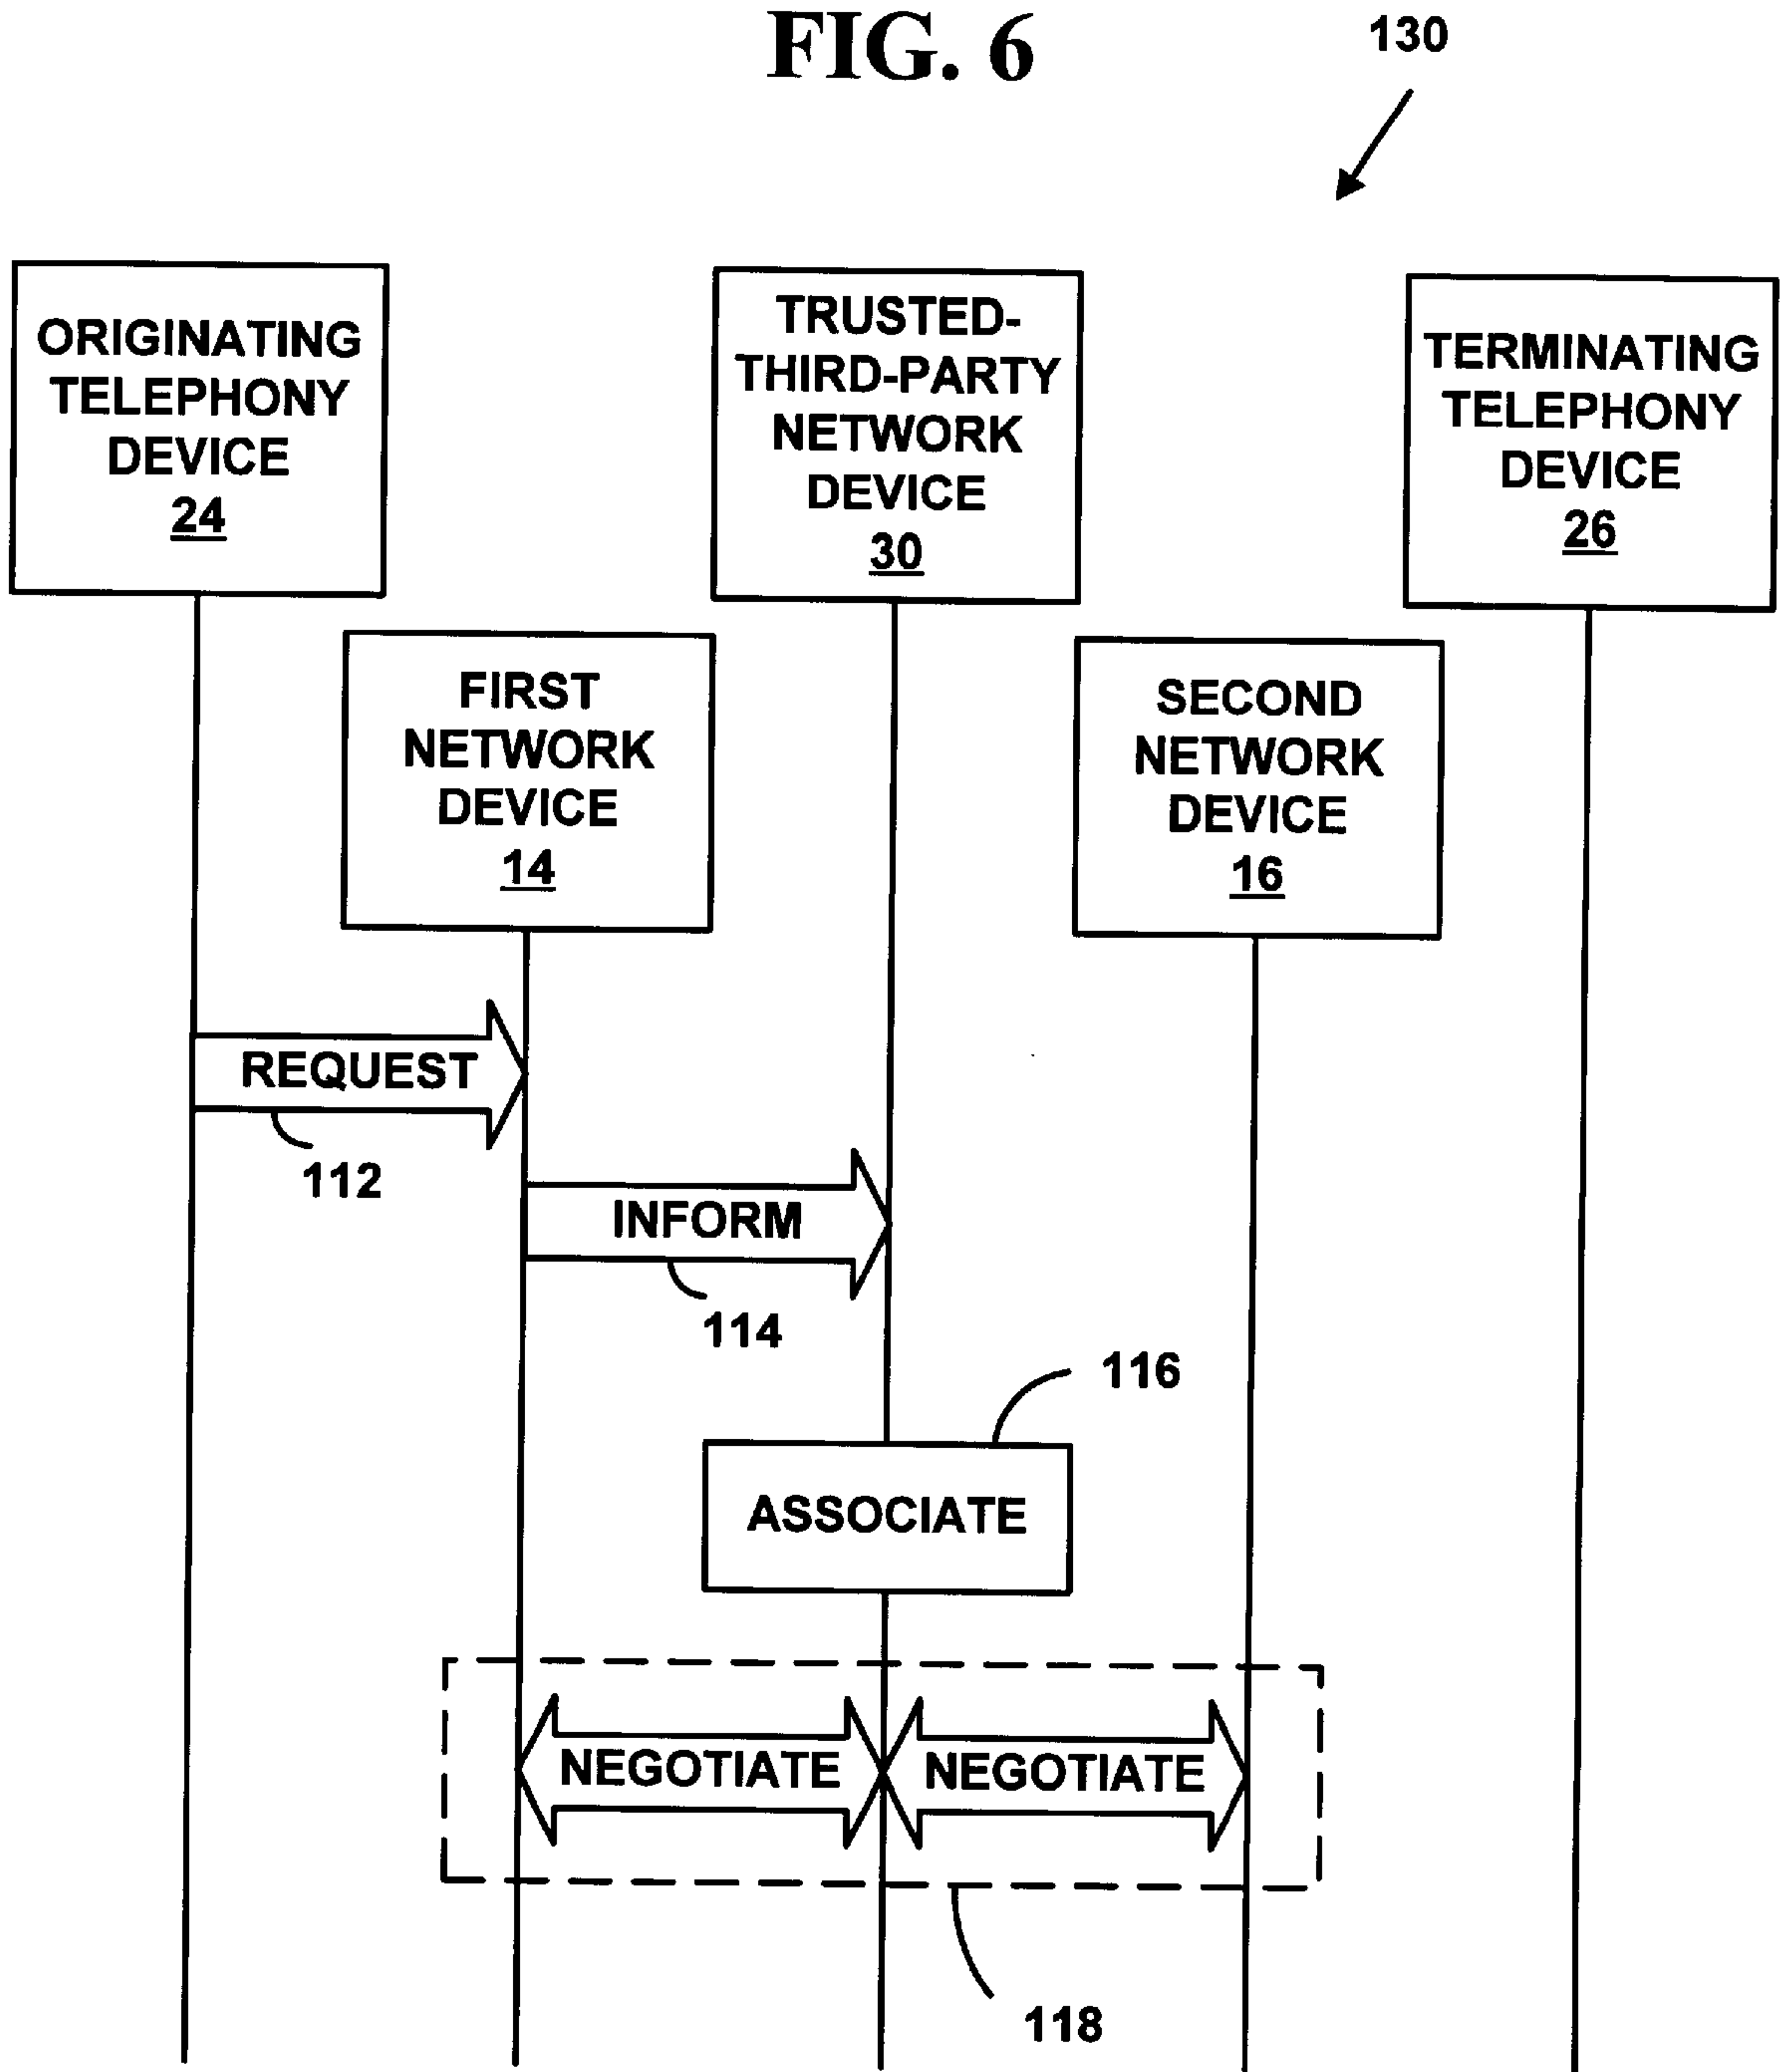 FIG. 6
130
ORIGINATING
TELEPHONY
DEVICE
24
TRUSTED-
THIRD-PARTY
NETWORK
DEVICE
30
TERMINATING
TELEPHONY
DEVICE
26
FIRST
NETWORK
DEVICE
14
SECOND
NETWORK
DEVICE
16
REQUEST
112
INFORM
114
116
ASSOCIATE
NEGOTIATE
NEGOTIATE
118